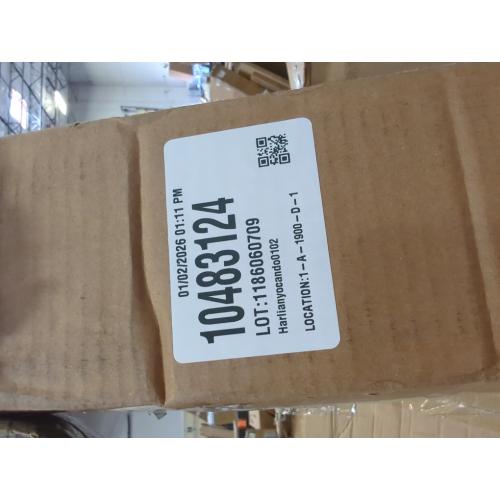 01/02/2026 01:11 PM
10483124
LOT:1186060709
Harlianyocando0102
LOCATION:1-A-1900-D-1